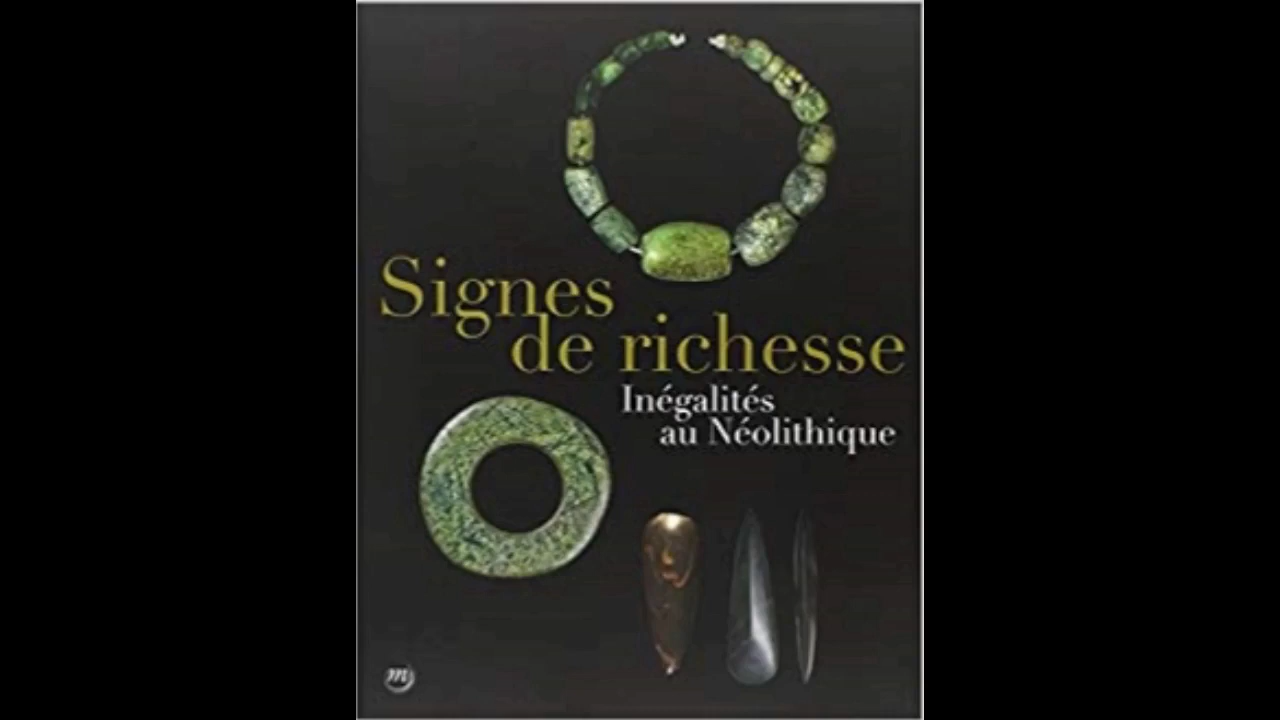 Signes
de richesse
Inégalités
au Néolithique
m